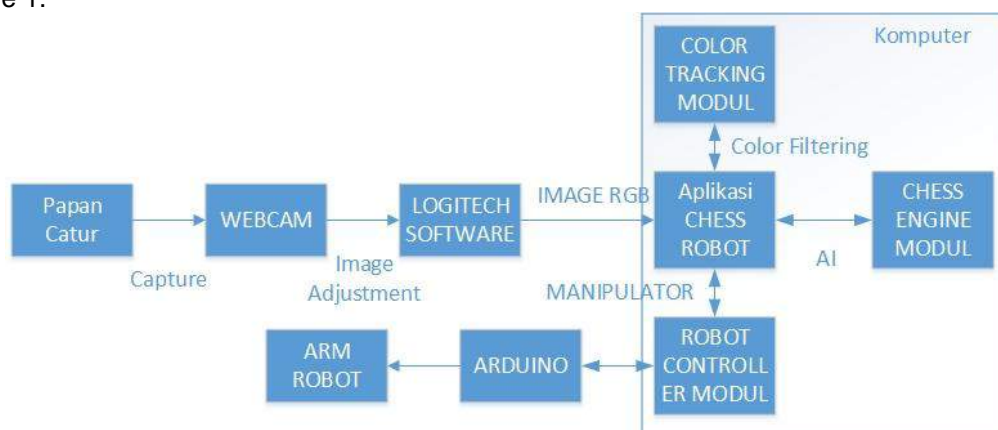 e 1.
Komputer
COLOR
TRACKING
MODUL
Color Filtering
Papan
Catur
WEBCAM
LOGITECH
SOFTWARE
IMAGE RGB
Aplikasi
CHESS
ROBOT
CHESS
ENGINE
MODUL
Capture
Image
Adjustment
AI
MANIPULATOR
ARM
ROBOT
ARDUINO
ROBOT
CONTROLL
ER MODUL